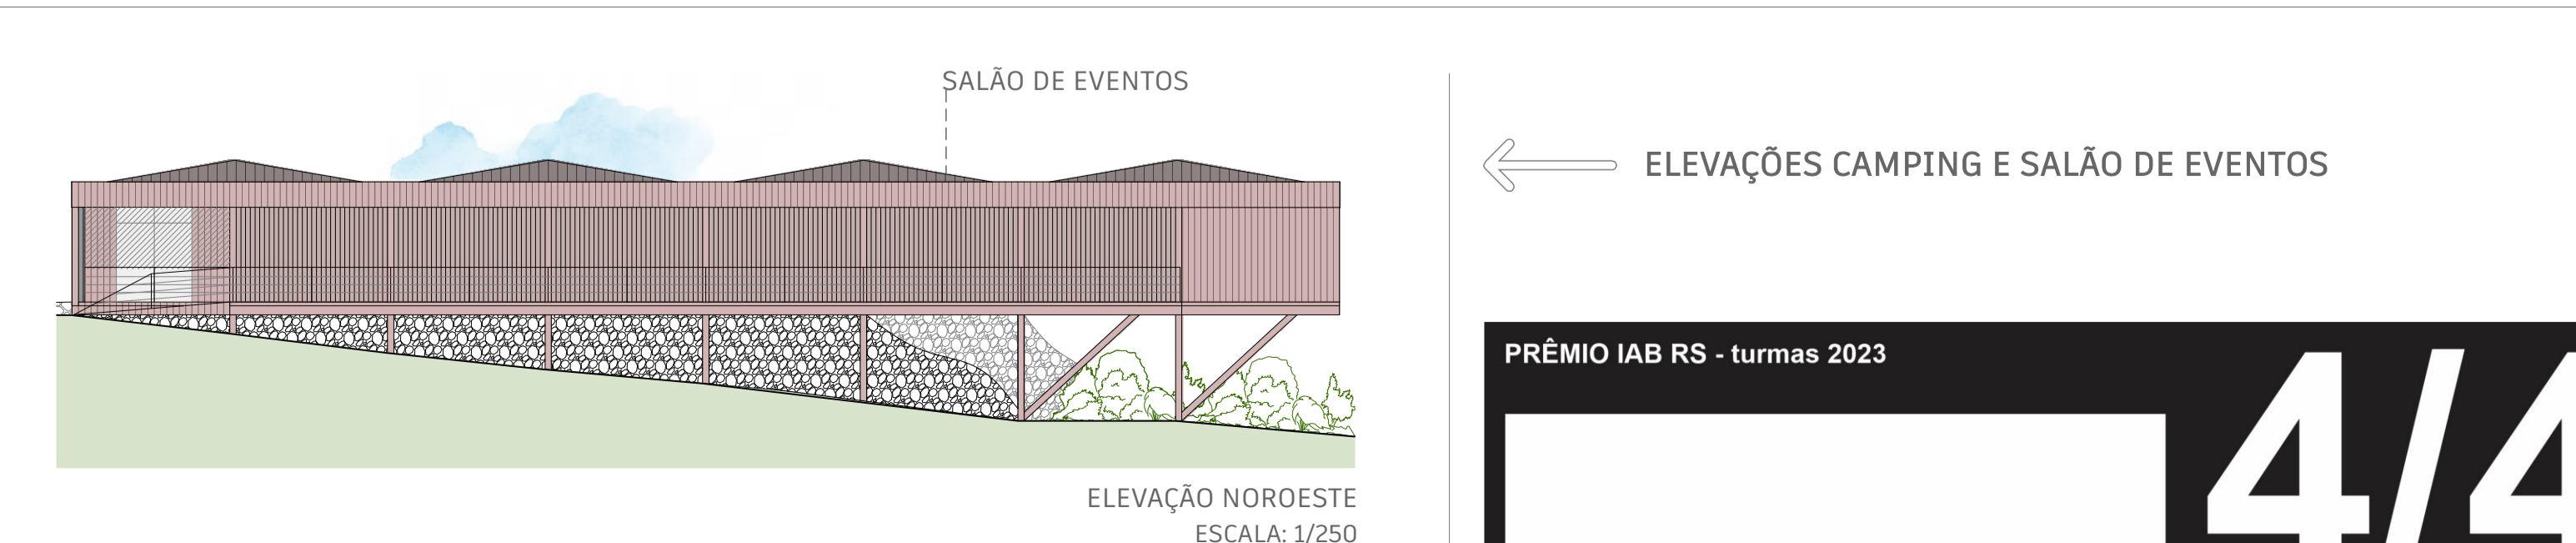 SALÃO DE EVENTOS
ELEVAÇÃO NOROESTE
ESCALA: 1/250
ELEVAÇÕES CAMPING E SALÃO DE EVENTOS
PRÊMIO IAB RS - turmas 2023
4/4